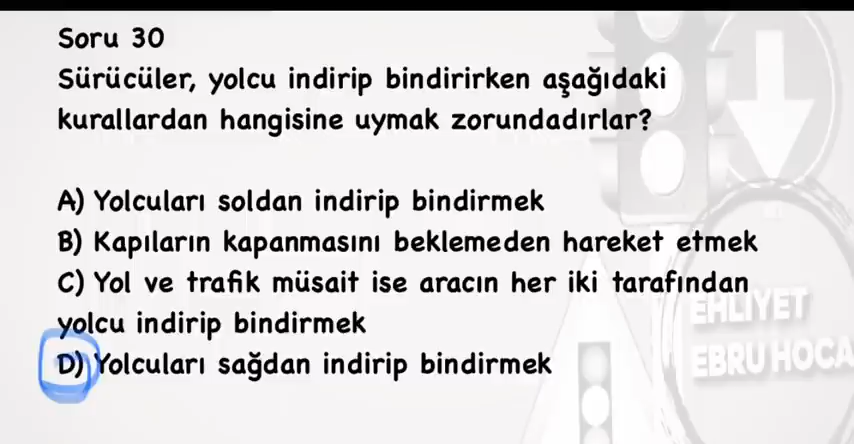 Soru 30
Sürücüler, yolcu indirip bindirirken aşağıdaki
kurallardan hangisine uymak zorundadırlar?
A) Yolcuları soldan indirip bindirmek
B) Kapıların kapanmasını beklemeden hareket etmek
C) Yol ve trafik müsait ise aracın her iki tarafından
yolcu indirip bindirmek
D) Yolcuları sağdan indirip bindirmek
EHLİYET
EBRU HOCA